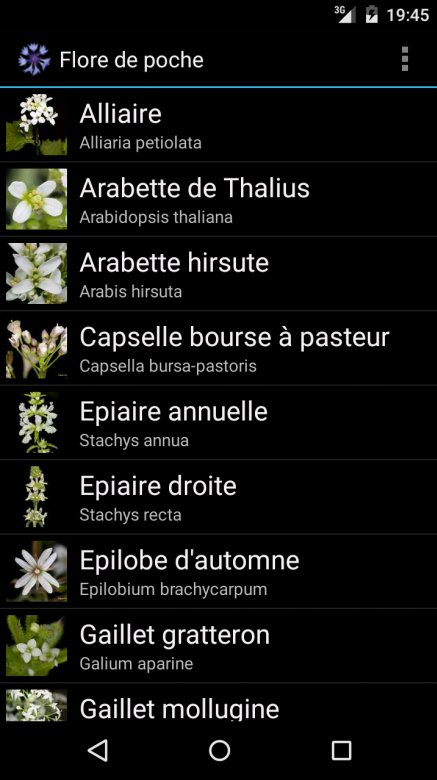 3G 19:45
Flore de poche
Alliaire
Alliaria petiolata
Arabette de Thalius
Arabidopsis thaliana
Arabette hirsute
Arabis hirsuta
Capselle bourse à pasteur
Capsella bursa-pastoris
Epiaire annuelle
Stachys annua
Epiaire droite
Stachys recta
Epilobe d'automne
Epilobium brachycarpum
Gaillet gratteron
Galium aparine
Gaillet mollugine